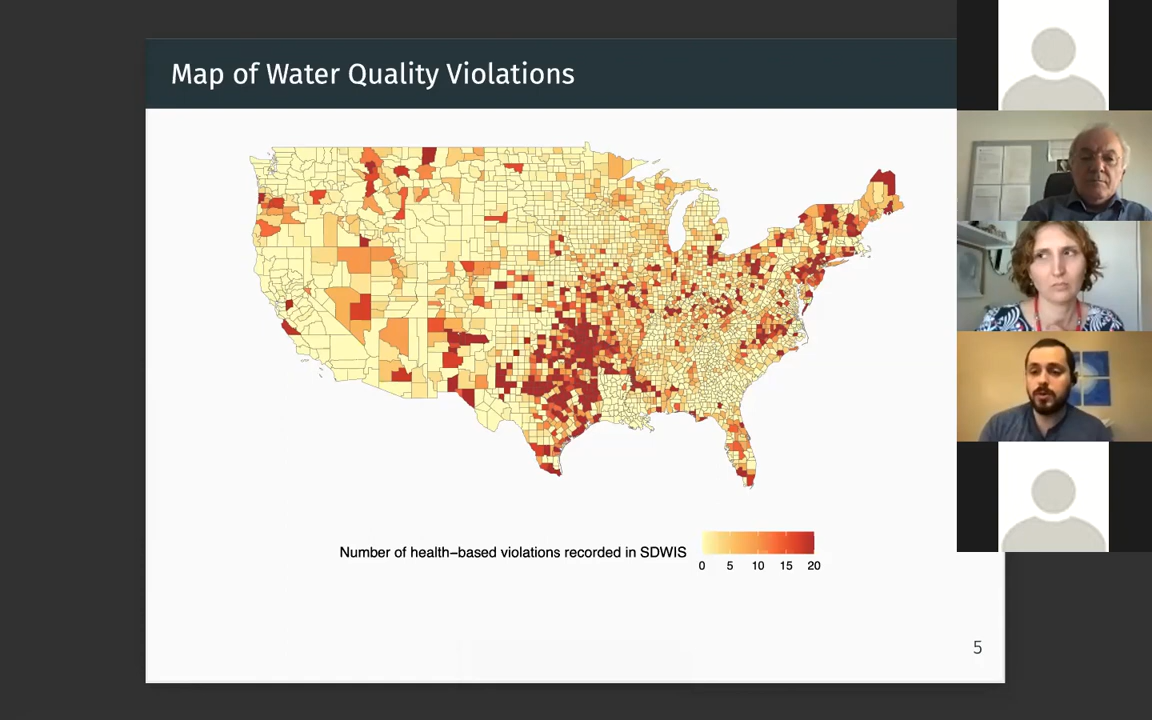 Map of Water Quality Violations
Number of health–based violations recorded in SDWIS
0 5 10 15 20
5